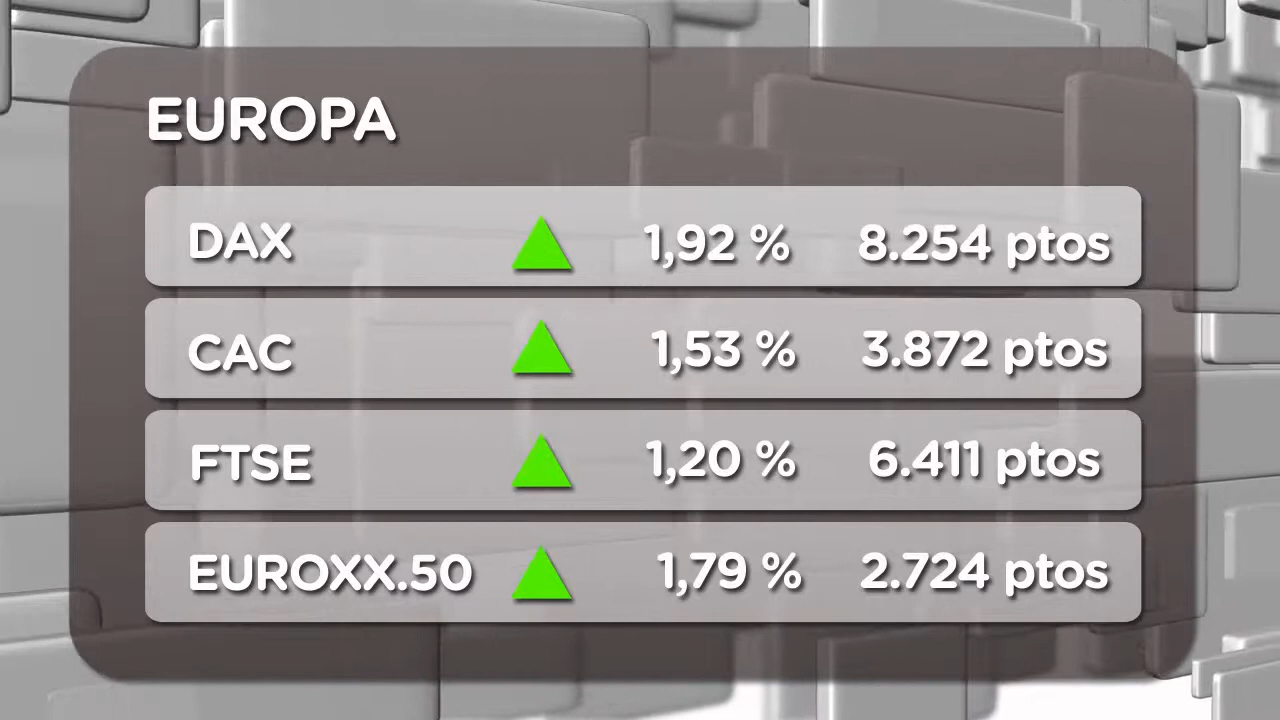 EUROPA
DAX 1,92 % 8.254 ptos
CAC 1,53 % 3.872 ptos
FTSE 1,20 % 6.411 ptos
EUROXX.50 1,79 % 2.724 ptos